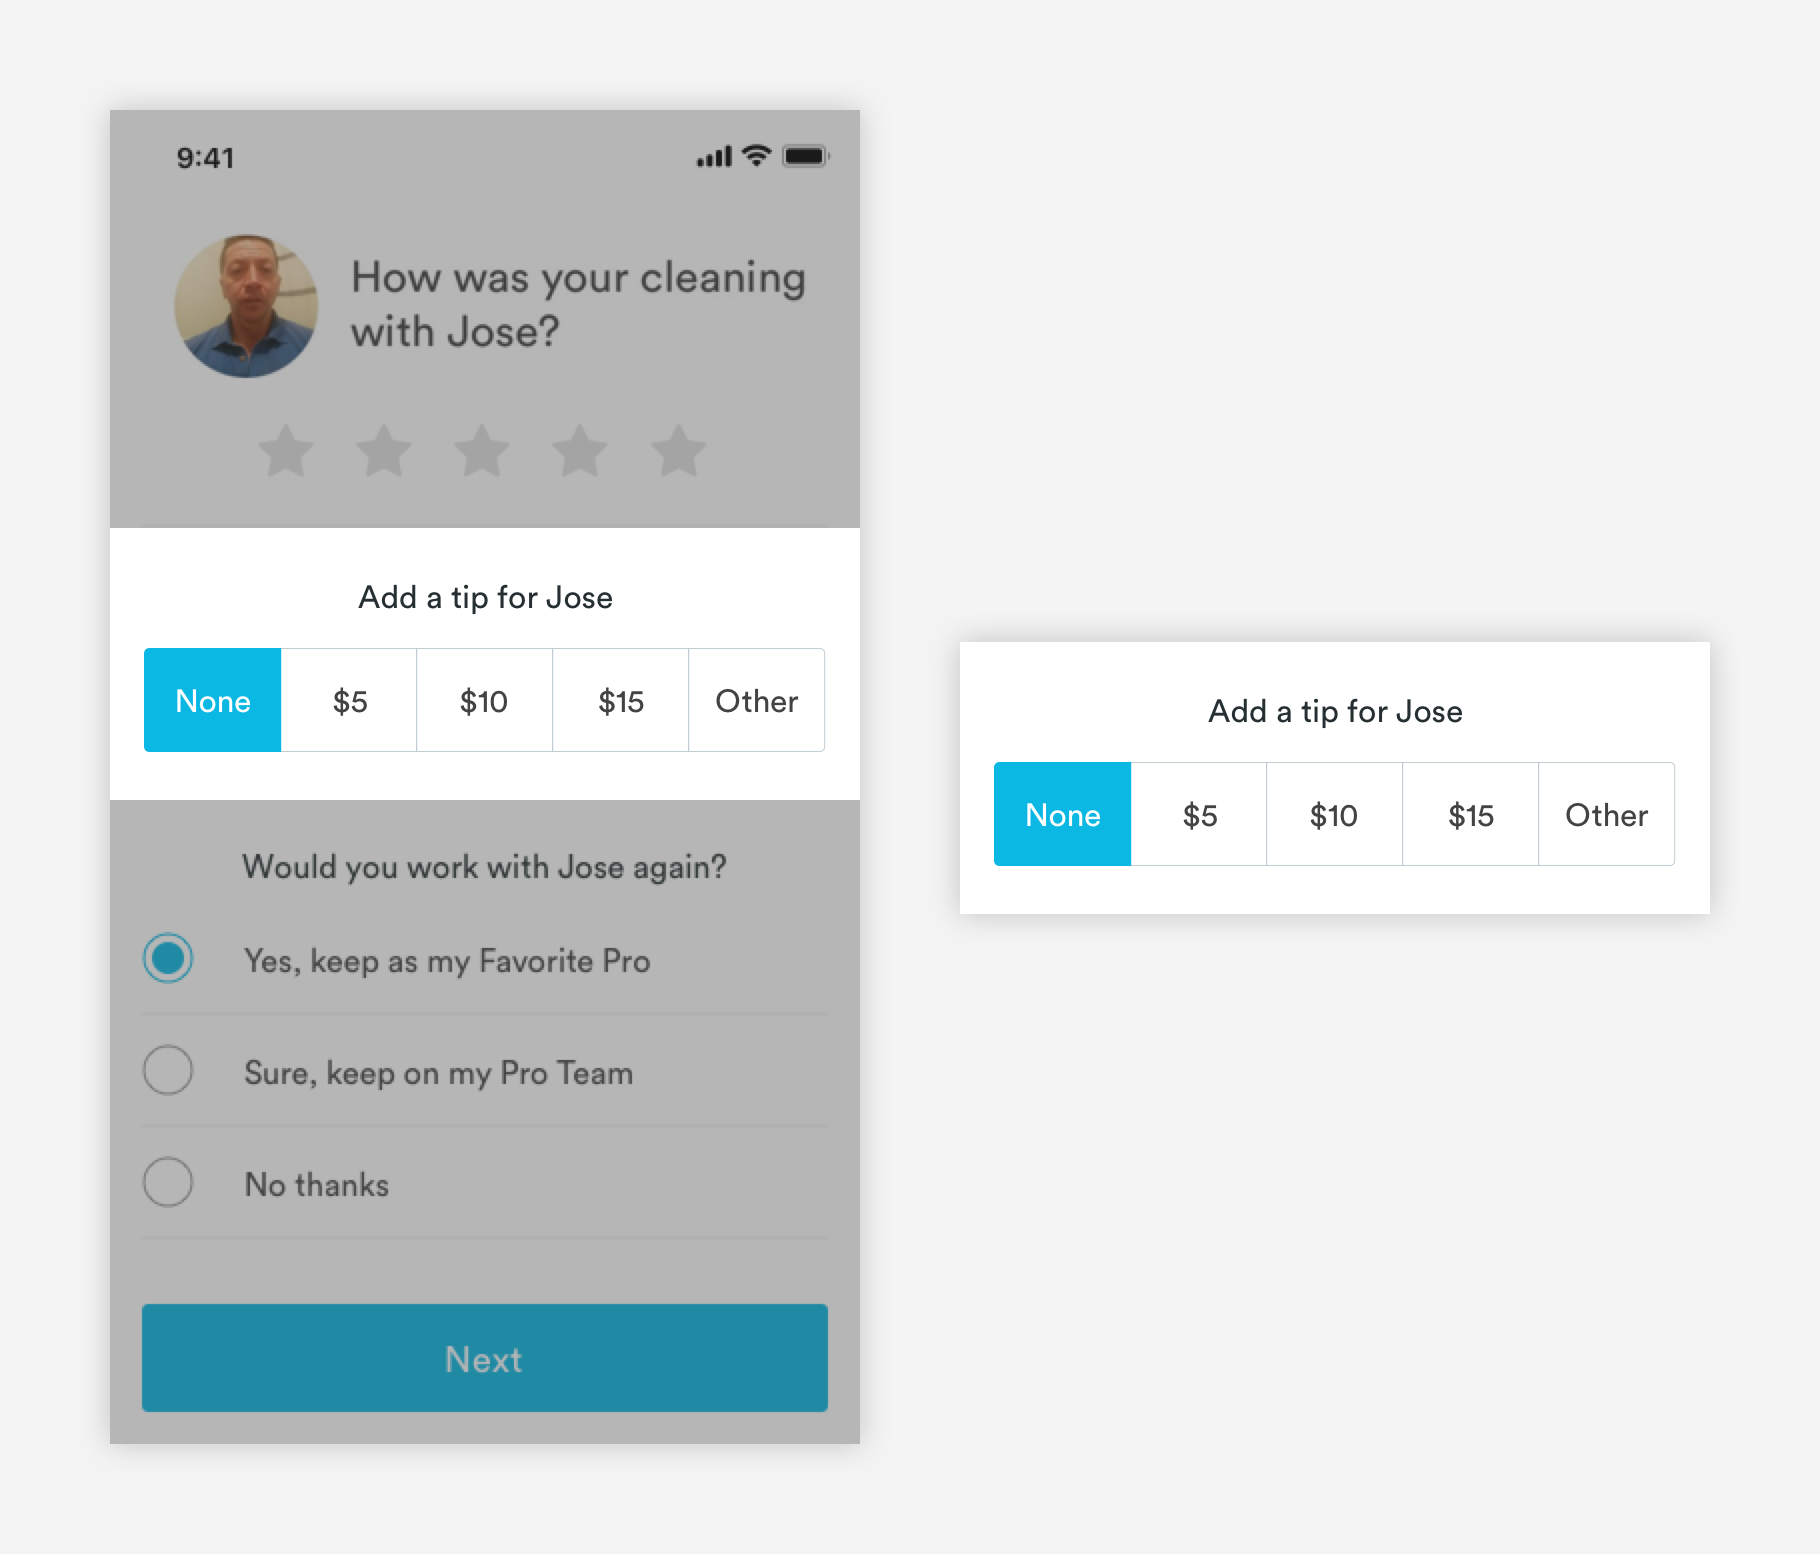 9:41
How was your cleaning
with Jose?
Add a tip for Jose
None $5 $10 $15 Other
Would you work with Jose again?
Yes, keep as my Favorite Pro
Sure, keep on my Pro Team
No thanks
Next
Add a tip for Jose
None $5 $10 $15 Other